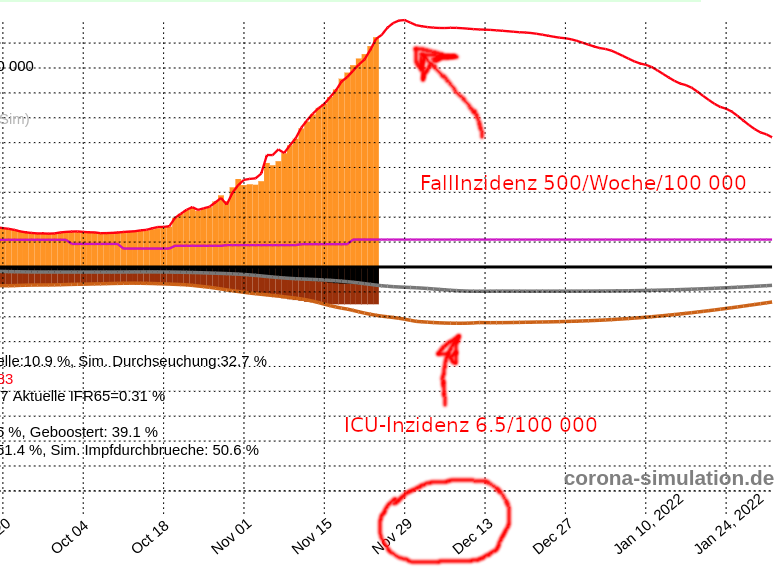 0 000
Sim)
FallInzidenz 500/Woche/100 000
elle:10.9 %, Sim. Durchseuchung:32.7 %
33
7 Aktuelle IFR65=0.31 %
ICU-Inzidenz 6.5/100 000
%, Geboostert: 39.1 %
51.4 %, Sim. Impfdurchbrueche: 50.6 %
corona-simulation.de
20
Oct 04
Oct 18
Nov 01
Nov 15
Nov 29
Dec 13
Dec 27
Jan 10, 2022
Jan 24, 2022